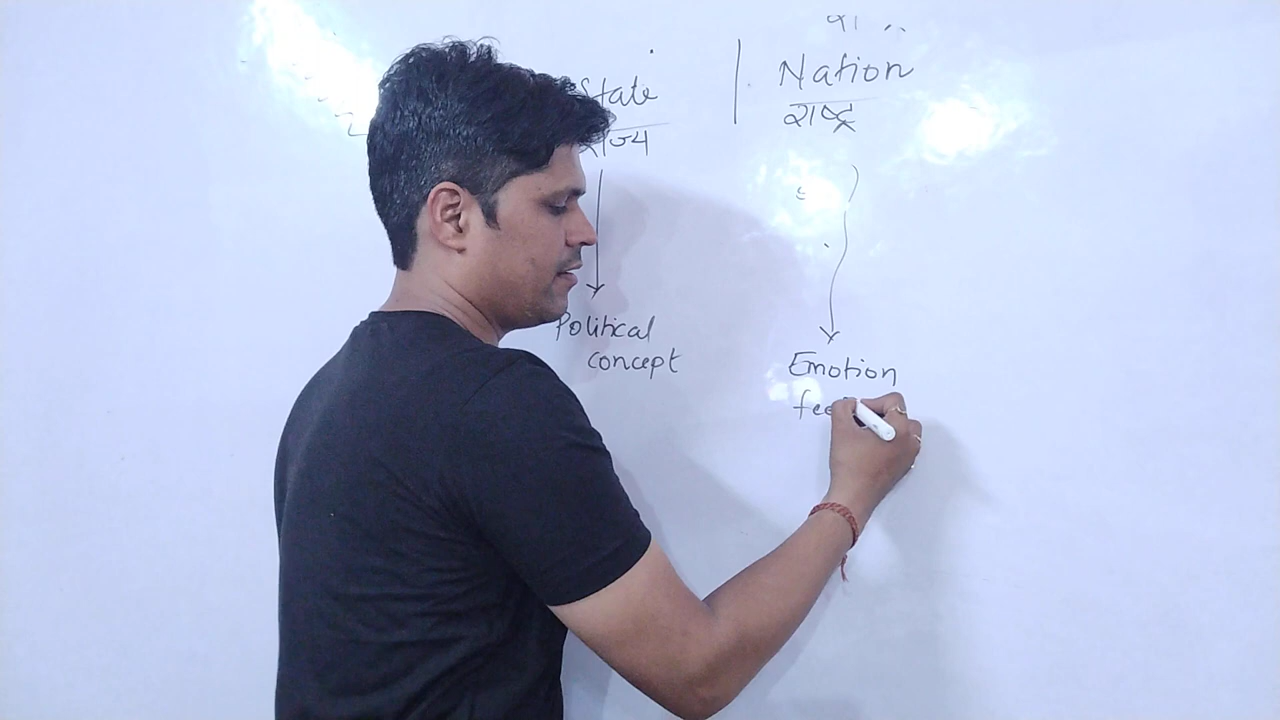 State | Nation
राज्य राष्ट्र
Political
concept
Emotion